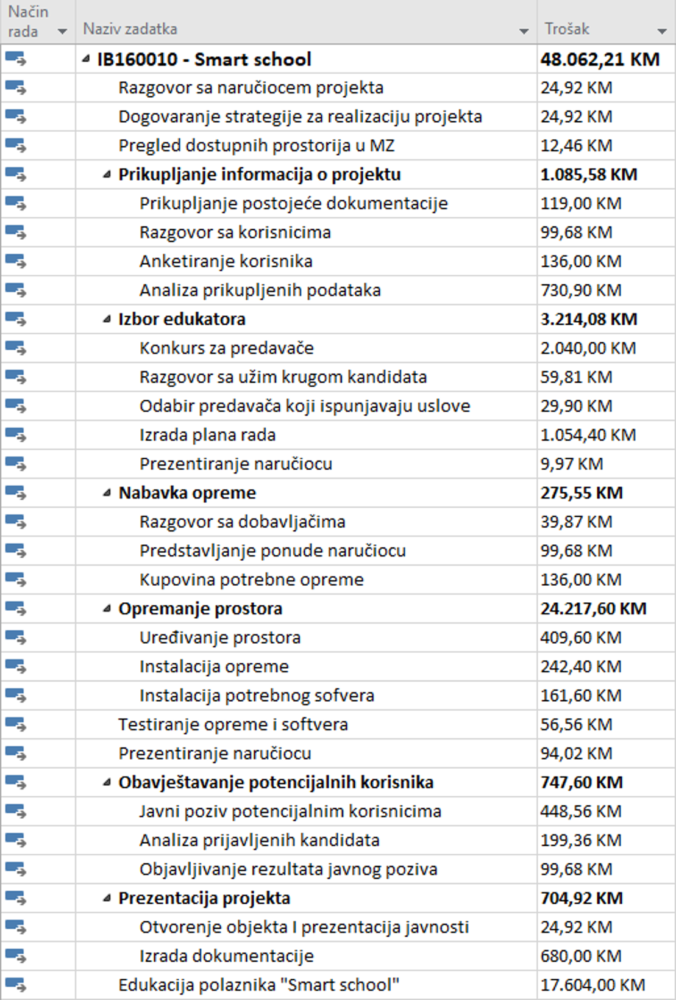 Način rada Naziv zadatka Trošak
IB160010 - Smart school 48.062,21 KM
Razgovor sa naručiocem projekta 24,92 KM
Dogovaranje strategije za realizaciju projekta 24,92 KM
Pregled dostupnih prostorija u MZ 12,46 KM
Prikupljanje informacija o projektu 1.085,58 KM
Prikupljanje postojeće dokumentacije 119,00 KM
Razgovor sa korisnicima 99,68 KM
Anketiranje korisnika 136,00 KM
Analiza prikupljenih podataka 730,90 KM
Izbor edukatora 3.214,08 KM
Konkurs za predavače 2.040,00 KM
Razgovor sa užim krugom kandidata 59,81 KM
Odabir predavača koji ispunjavaju uslove 29,90 KM
Izrada plana rada 1.054,40 KM
Prezentiranje naručiocu 9,97 KM
Nabavka opreme 275,55 KM
Razgovor sa dobavljačima 39,87 KM
Predstavljanje ponude naručiocu 99,68 KM
Kupovina potrebne opreme 136,00 KM
Opremanje prostora 24.217,60 KM
Uređivanje prostora 409,60 KM
Instalacija opreme 242,40 KM
Instalacija potrebnog sofvera 161,60 KM
Testiranje opreme i softvera 56,56 KM
Prezentiranje naručiocu 94,02 KM
Obavještavanje potencijalnih korisnika 747,60 KM
Javni poziv potencijalnim korisnicima 448,56 KM
Analiza prijavljenih kandidata 199,36 KM
Objavljivanje rezultata javnog poziva 99,68 KM
Prezentacija projekta 704,92 KM
Otvorenje objekta I prezentacija javnosti 24,92 KM
Izrada dokumentacije 680,00 KM
Edukacija polaznika "Smart school" 17.604,00 KM